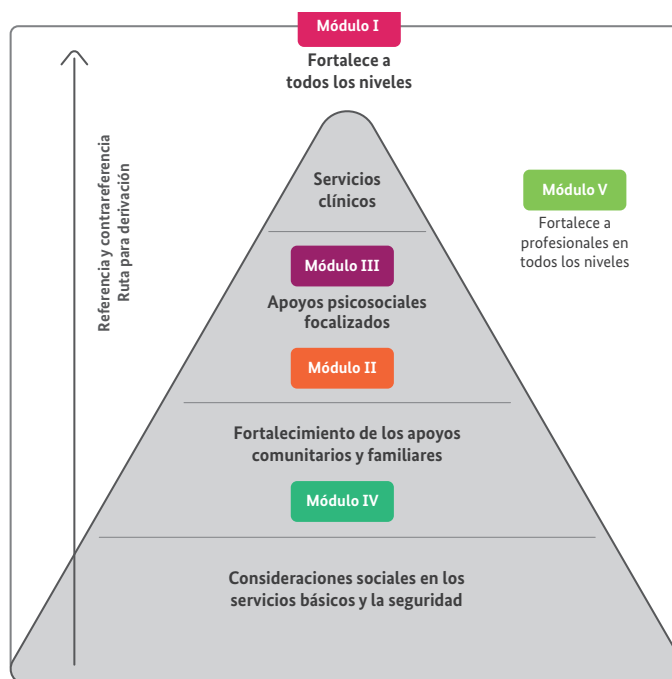 Módulo I
Fortalece a
todos los niveles
Referencia y contrareferencia
Ruta para derivación
Servicios
clínicos
Módulo V
Fortalece a
profesionales en
todos los niveles
Módulo III
Apoyos psicosociales
focalizados
Módulo II
Fortalecimiento de los apoyos
comunitarios y familiares
Módulo IV
Consideraciones sociales en los
servicios básicos y la seguridad